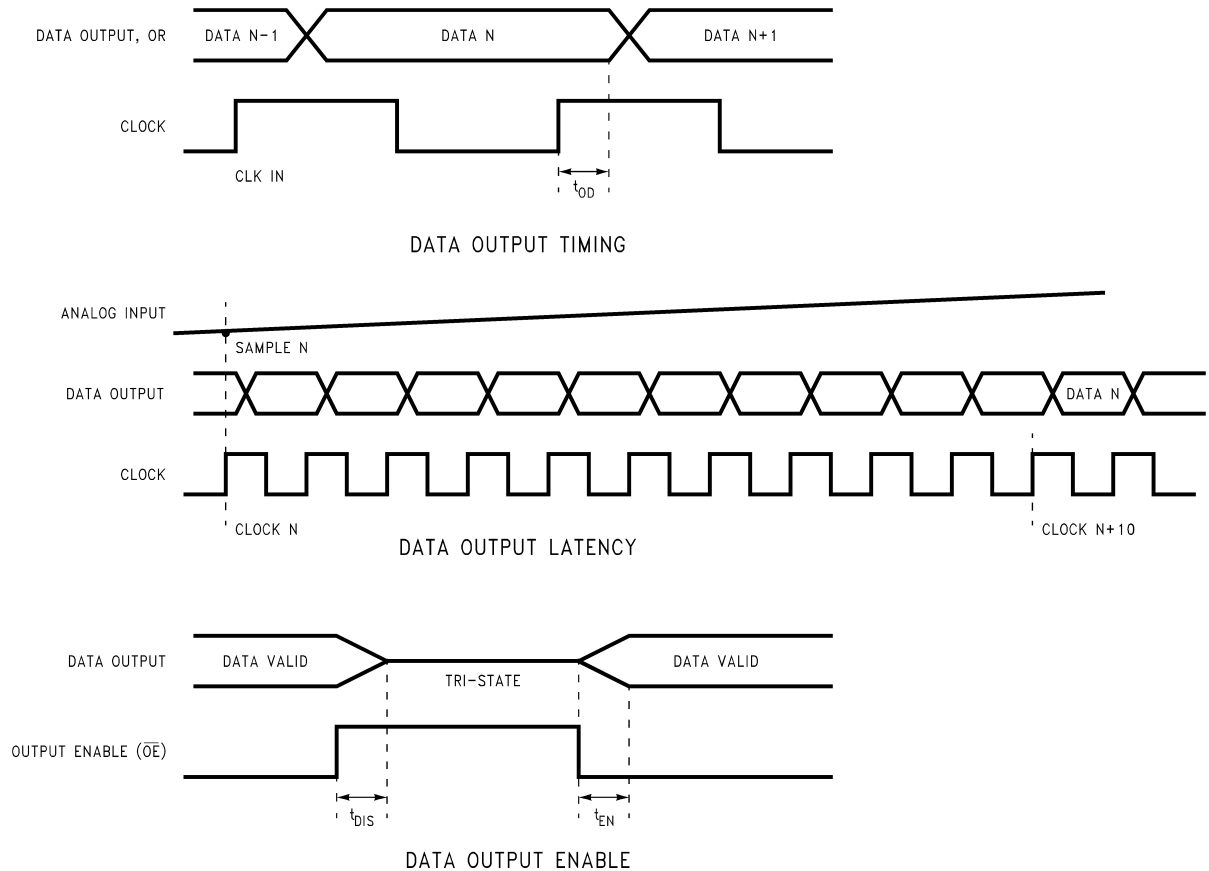 DATA OUTPUT, OR
DATA N-1
DATA N
DATA N+1
CLOCK
CLK IN
tOD
DATA OUTPUT TIMING
ANALOG INPUT
SAMPLE N
DATA OUTPUT
DATA N
CLOCK
CLOCK N
CLOCK N+10
DATA OUTPUT LATENCY
DATA OUTPUT
DATA VALID
TRI-STATE
DATA VALID
OUTPUT ENABLE (O̅E̅)
tDIS
tEN
DATA OUTPUT ENABLE